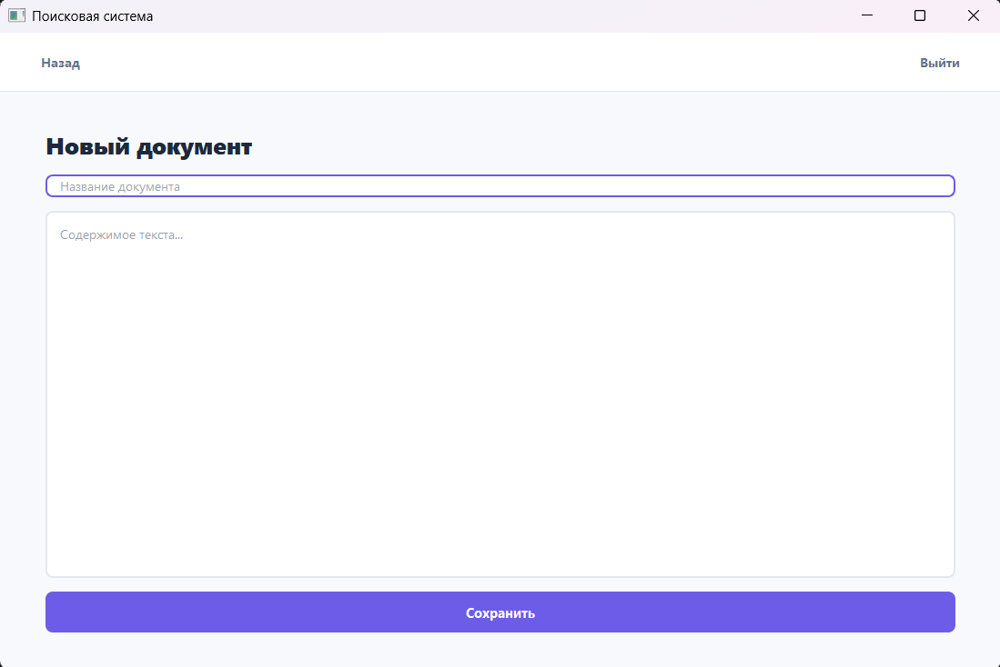 Поисковая система
Назад
Выйти
Новый документ
Название документа
Содержимое текста...
Сохранить